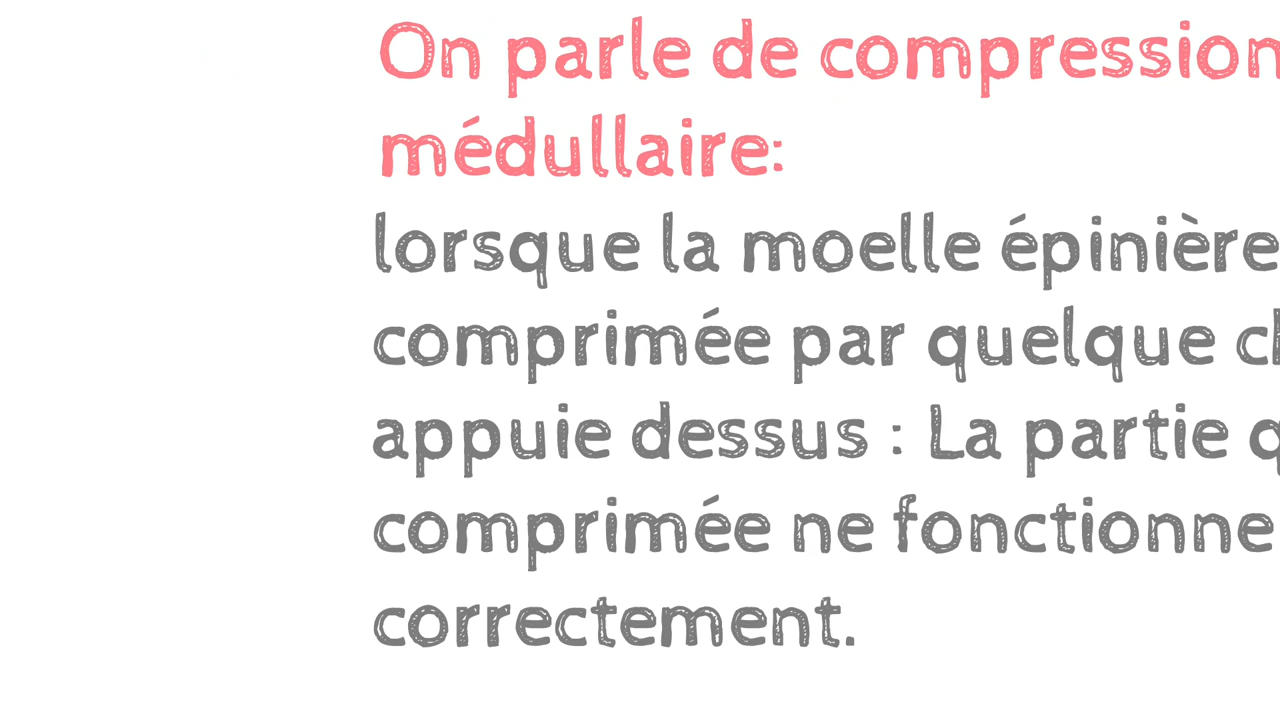 On parle de compression
médullaire:
lorsque la moelle épinière
comprimée par quelque
appuie dessus : La partie
comprimée ne fonctionne
correctement.